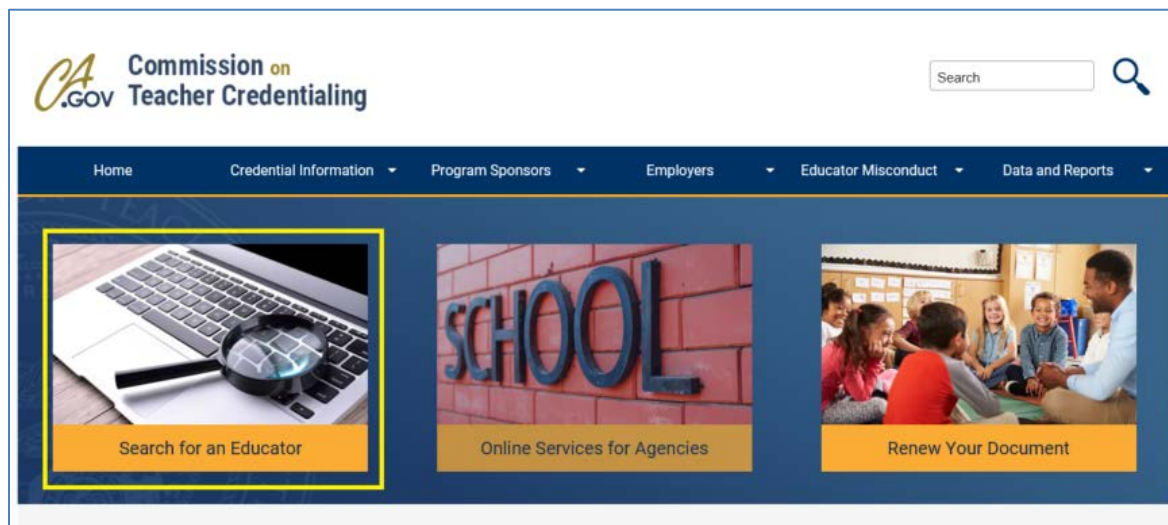 CA.GOV
Commission on
Teacher Credentialing
Search
Home Credential Information Program Sponsors Employers Educator Misconduct Data and Reports
SCHOOL
Search for an Educator Online Services for Agencies Renew Your Document